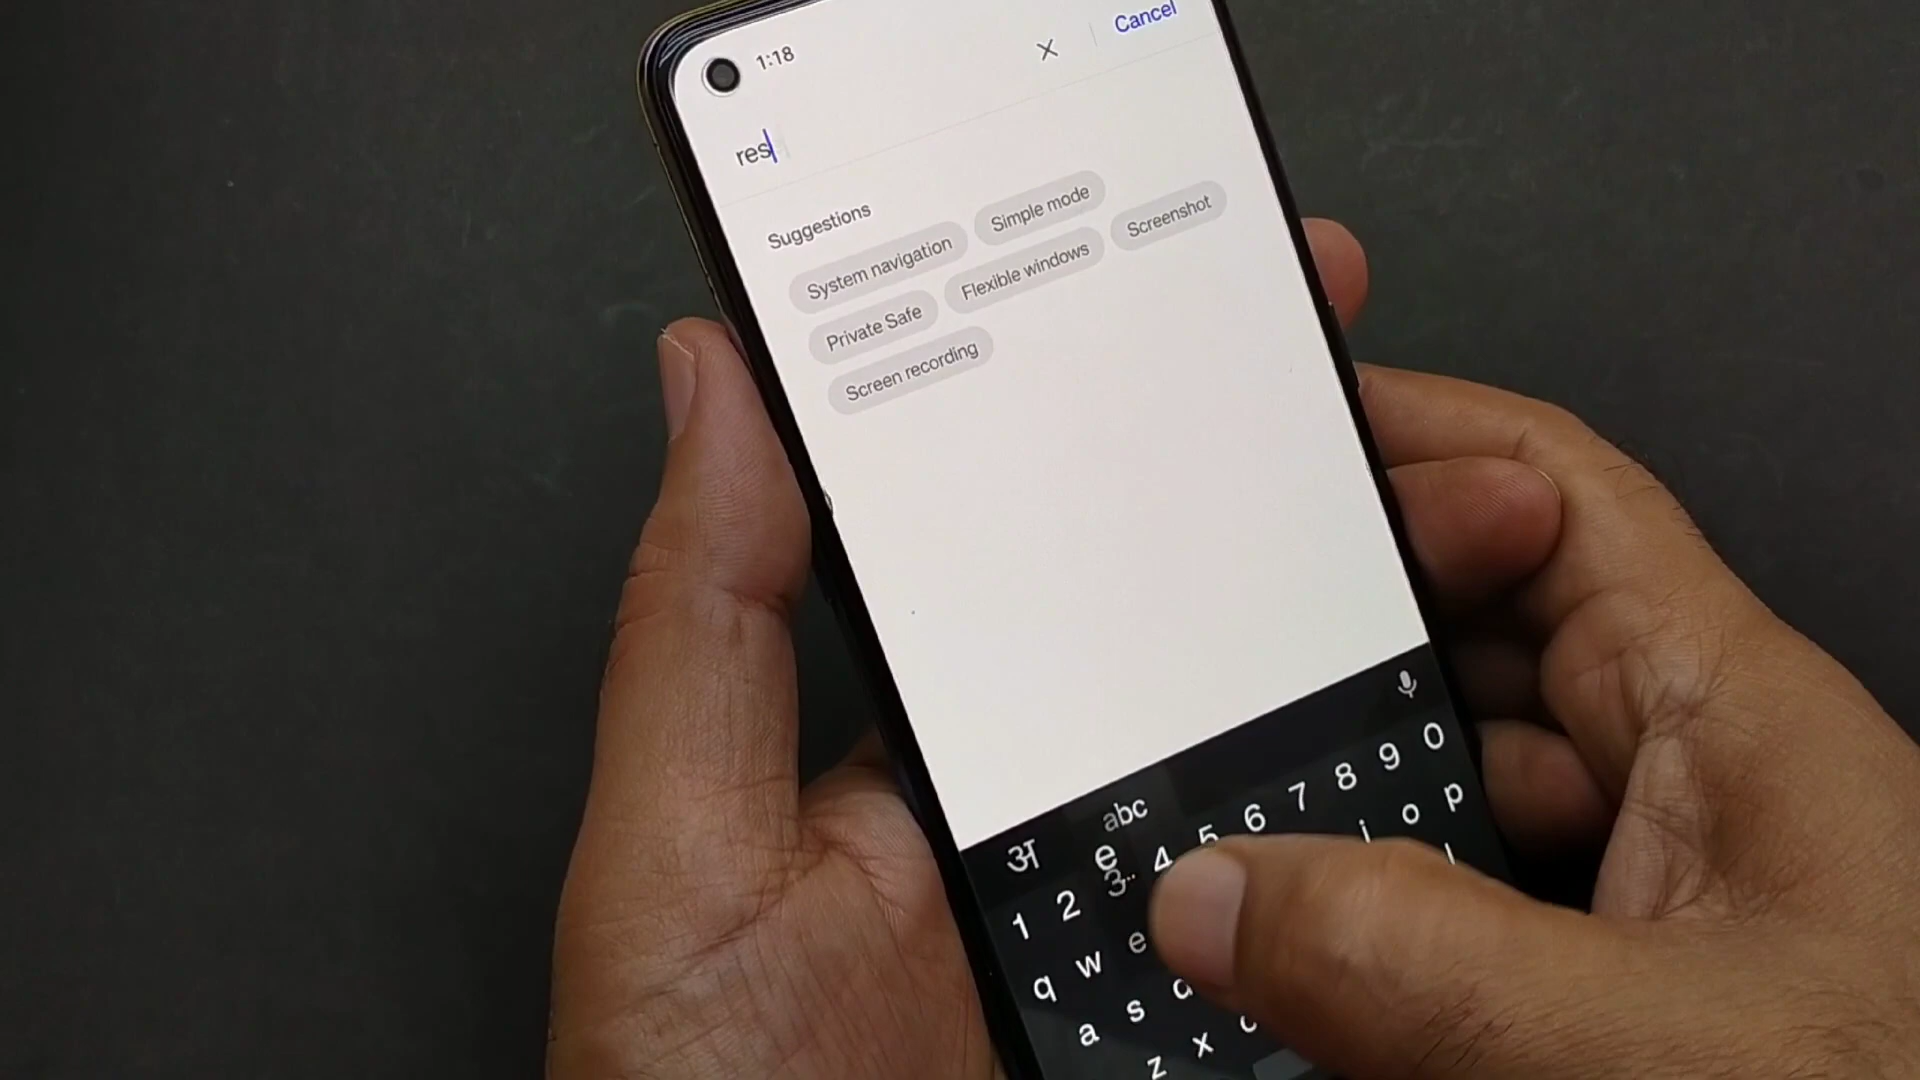 1:18
Cancel
res
Suggestions
System navigation
Simple mode
Private Safe
Flexible windows
Screenshot
Screen recording
अ
abc
e
1 2 3 4 5 6 7 8 9 0
q w e i o p
a s d l
z x c